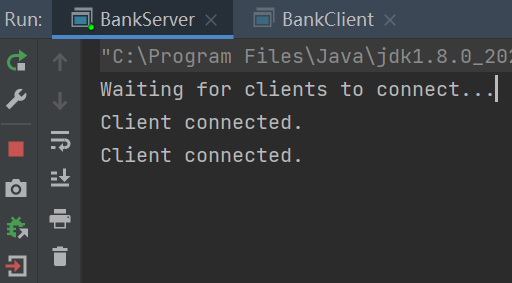 Run: BankServer × BankClient ×
"C:\Program Files\Java\jdk1.8.0_202
Waiting for clients to connect...
Client connected.
Client connected.